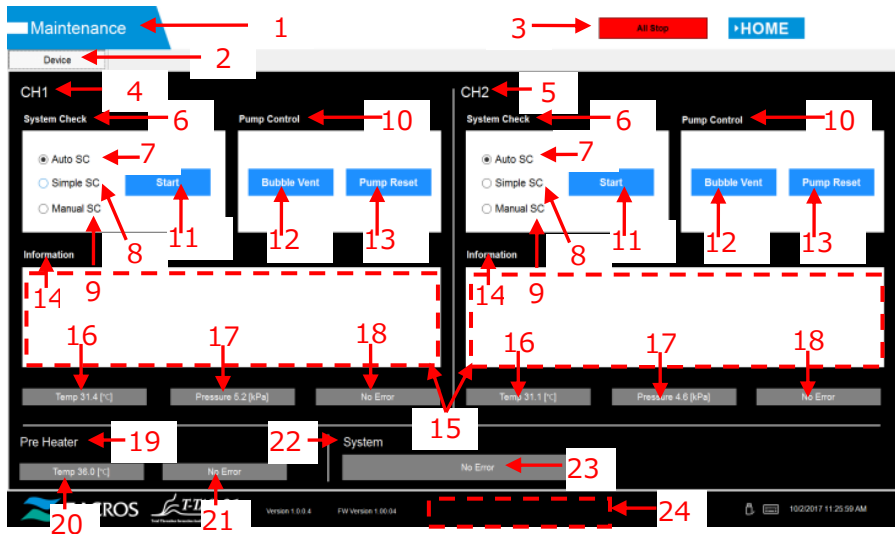 Maintenance 1 3 All Stop HOME
Device 2
CH1 4 CH2 5
System Check 6 Pump Control 10 System Check 6 Pump Control 10
Auto SC 7 Auto SC 7
Simple SC Start Bubble Vent Pump Reset Simple SC Start Bubble Vent Pump Reset
Manual SC Manual SC
8 11 12 13 8 11 12 13
Information Information
14 9 14 9
16 17 18 16 17 18
Temp 31.4 [℃] Pressure 5.2 [kPa] No Error Temp 31.1 [℃] Pressure 4.6 [kPa] No Error
15
Pre Heater 19 22 System
Temp 36.0 [℃] No Error No Error 23
20 21 Version 1.0.0.4 FW Version 1.00.04 24 10/2/2017 11:25:59 AM